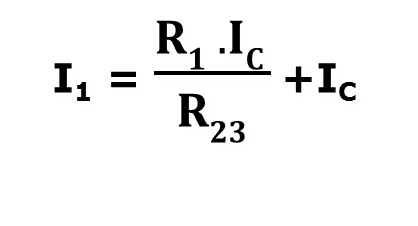 I₁ = R₁ .I_C / R₂₃ + I_C